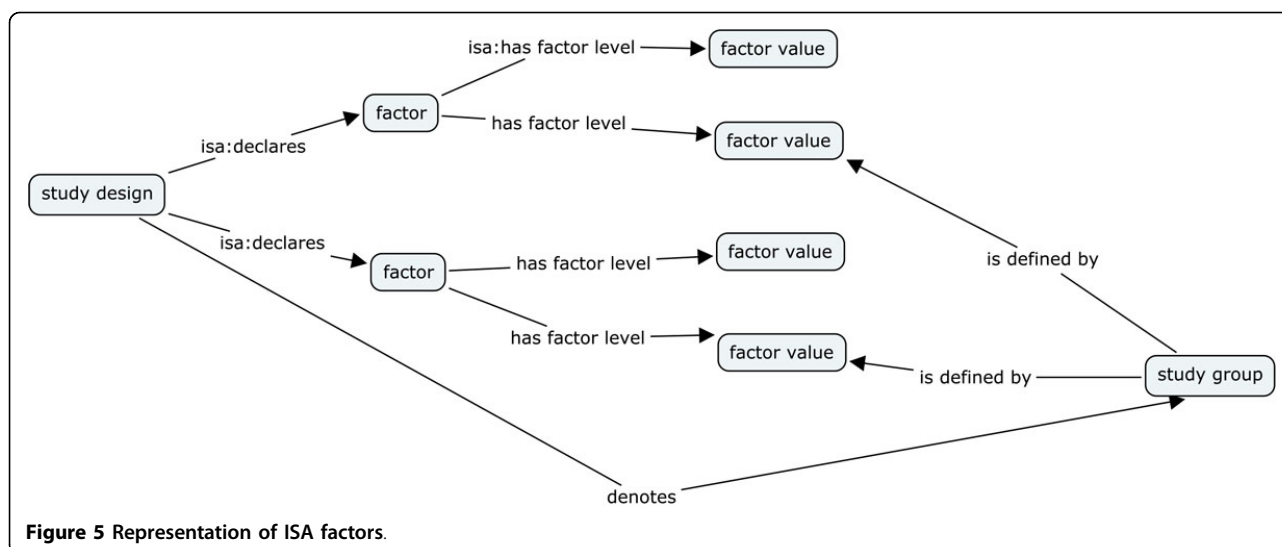 isa:has factor level
factor value
factor
has factor level
factor value
isa:declares
study design
isa:declares
factor
has factor level
factor value
is defined by
has factor level
factor value
is defined by
study group
denotes
Figure 5 Representation of ISA factors.